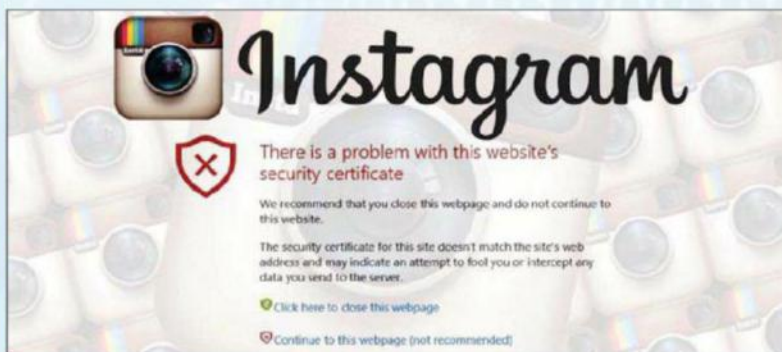 Instagram
There is a problem with this website's
security certificate
We recommend that you close this webpage and do not continue to
this website.
The security certificate for this site doesn't match the site's web
address and may indicate an attempt to fool you or intercept any
data you send to the server.
Click here to close this webpage
Continue to this webpage (not recommended)